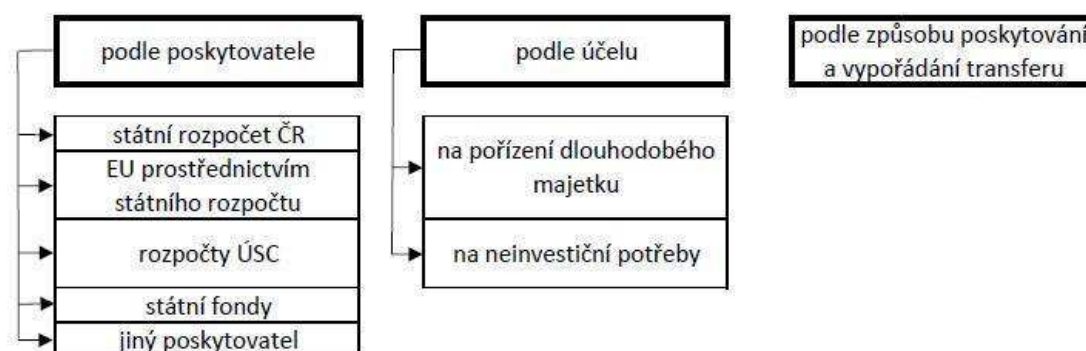 podle poskytovatele
státní rozpočet ČR
EU prostřednictvím
státního rozpočtu
rozpočty ÚSC
státní fondy
jiný poskytovatel
podle účelu
na pořízení dlouhodobého
majetku
na neinvestiční potřeby
podle způsobu poskytování
a vypořádání transferu